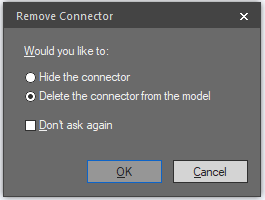 Remove Connector
Would you like to:
Hide the connector
Delete the connector from the model
Don't ask again
OK
Cancel